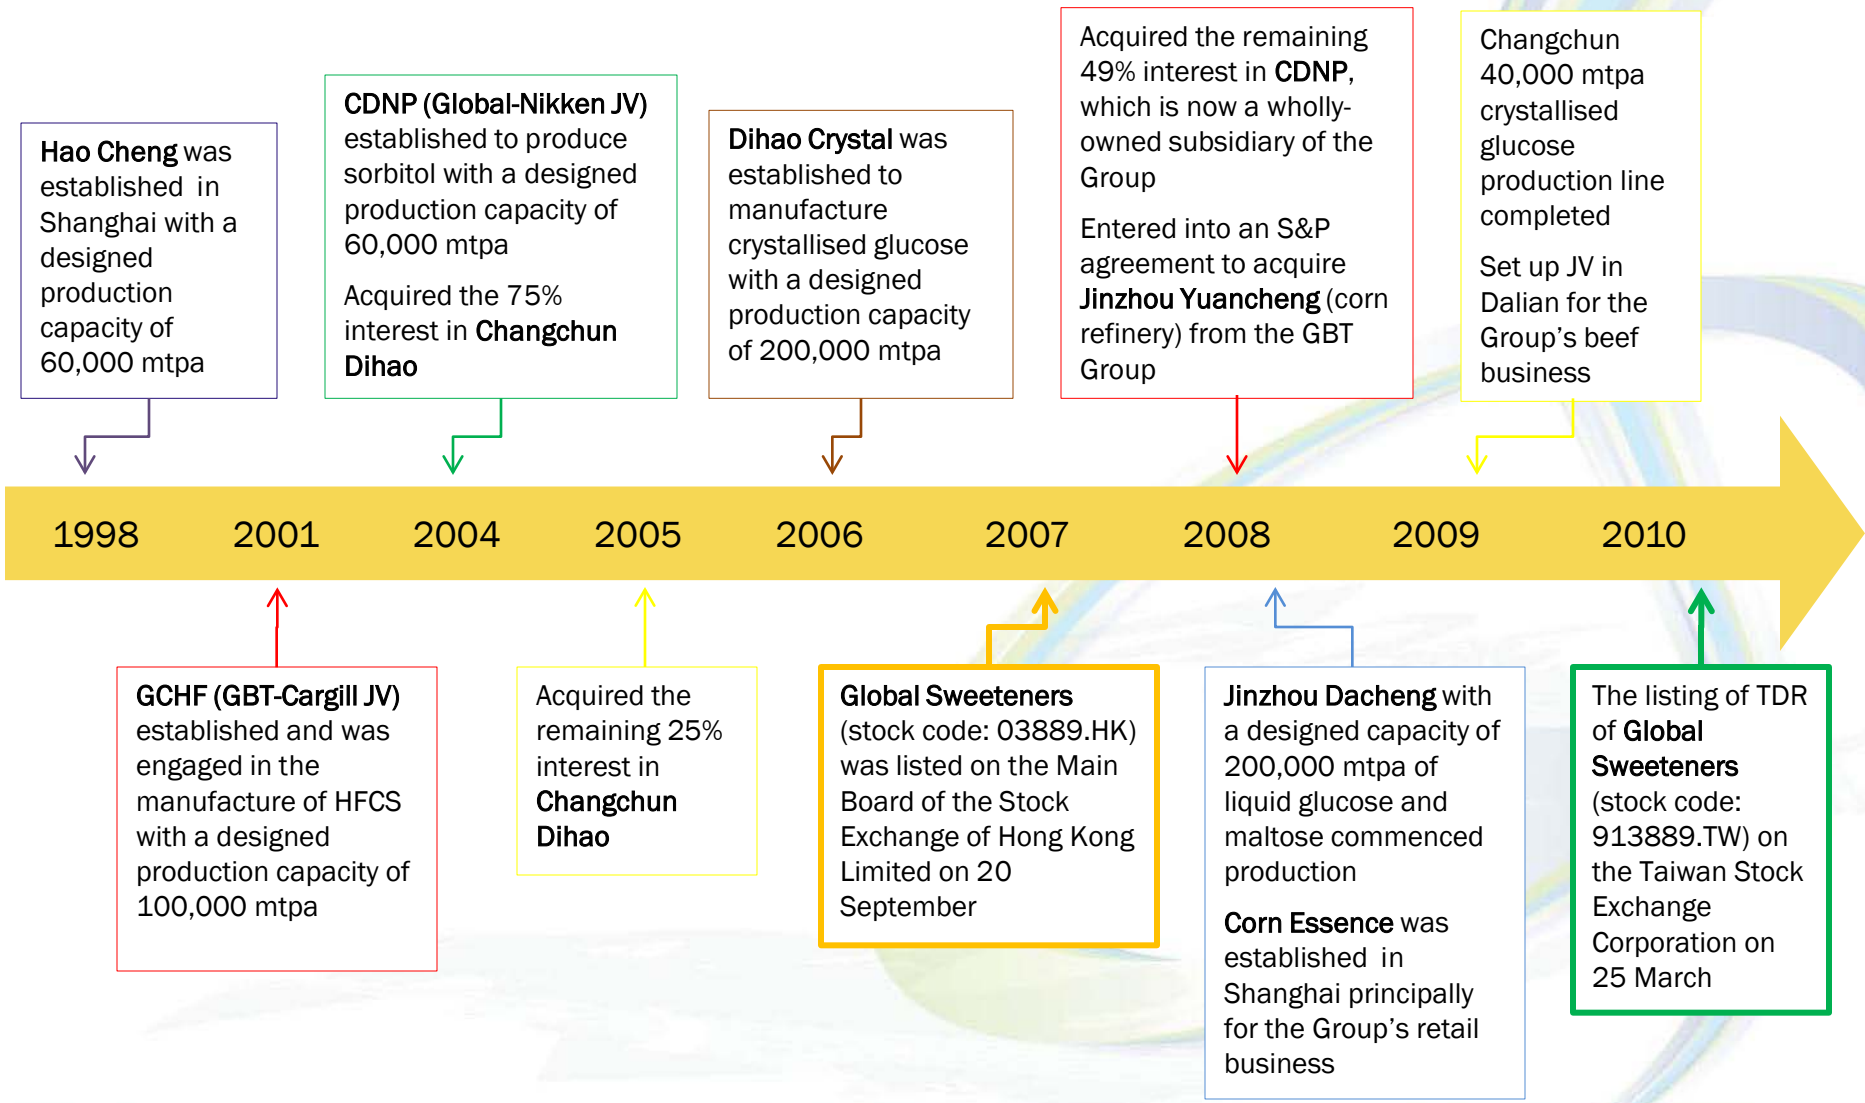 Hao Cheng was
established in
Shanghai with a
designed
production
capacity of
60,000 mtpa
CDNP (Global-Nikken JV)
established to produce
sorbitol with a designed
production capacity of
60,000 mtpa
Acquired the 75%
interest in Changchun
Dihao
Dihao Crystal was
established to
manufacture
crystallised glucose
with a designed
production capacity
of 200,000 mtpa
Acquired the remaining
49% interest in CDNP,
which is now a wholly-
owned subsidiary of the
Group
Entered into an S&P
agreement to acquire
Jinzhou Yuancheng (corn
refinery) from the GBT
Group
Changchun
40,000 mtpa
crystallised
glucose
production line
completed
Set up JV in
Dalian for the
Group's beef
business
1998 2001 2004 2005 2006 2007 2008 2009 2010
GCHF (GBT-Cargill JV)
established and was
engaged in the
manufacture of HFCS
with a designed
production capacity of
100,000 mtpa
Acquired the
remaining 25%
interest in
Changchun
Dihao
Global Sweeteners
(stock code: 03889.HK)
was listed on the Main
Board of the Stock
Exchange of Hong Kong
Limited on 20
September
Jinzhou Dacheng with
a designed capacity of
200,000 mtpa of
liquid glucose and
maltose commenced
production
Corn Essence was
established in
Shanghai principally
for the Group's retail
business
The listing of TDR
of Global
Sweeteners
(stock code:
913889.TW) on
the Taiwan Stock
Exchange
Corporation on
25 March